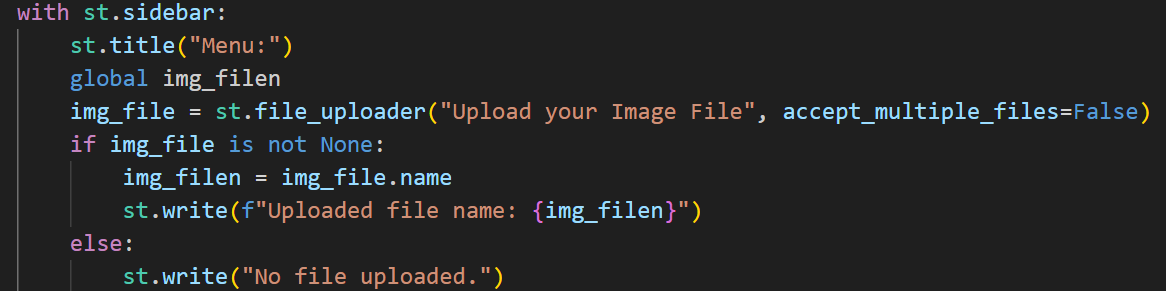 with st.sidebar:
    st.title("Menu:")
    global img_filen
    img_file = st.file_uploader("Upload your Image File", accept_multiple_files=False)
    if img_file is not None:
        img_filen = img_file.name
        st.write(f"Uploaded file name: {img_filen}")
    else:
        st.write("No file uploaded.")